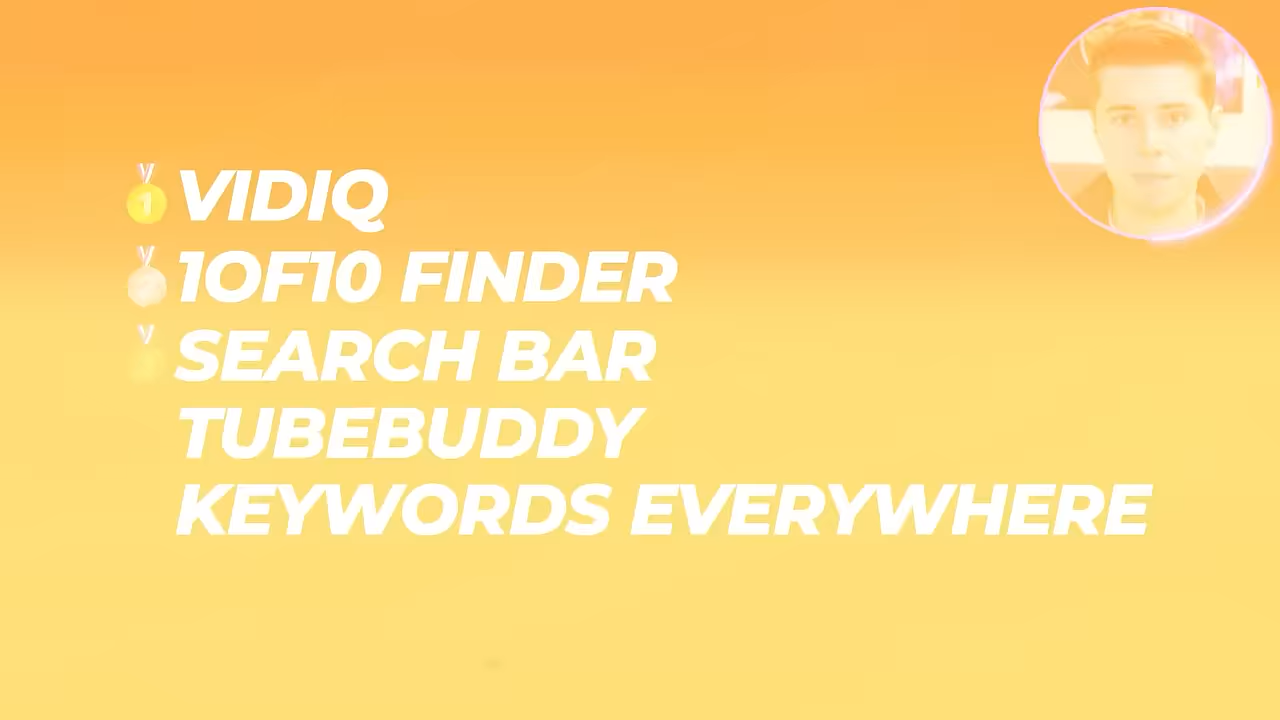 VIDIQ
1OF10 FINDER
SEARCH BAR
TUBEBUDDY
KEYWORDS EVERYWHERE